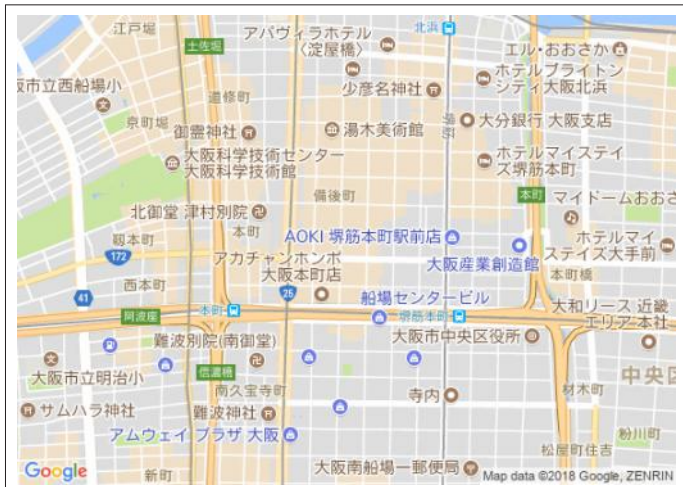 江戸堀
アパヴィラホテル
〈淀屋橋〉
北浜
土佐堀
エル・おおさか
阪市立西船場小
少彦名神社
ホテルブライトン
シティ大阪北浜
道修町
京町堀
御霊神社
湯木美術館
堺筋
大分銀行 大阪支店
大阪科学技術センター
大阪科学技術館
ホテルマイステイ
ズ堺筋本町
備後町
本町
マイドームおおさ
北御堂 津村別院
本町
AOKI 堺筋本町駅前店
ホテルマイ
ステイズ大手前
靱本町
172
アカチャンホンポ
大阪本町店
大阪産業創造館
本町橋
西本町
41
25
船場センタービル
大和リース 近畿
エリア 本社
阿波座
本町
堺筋本町
難波別院(南御堂)
大阪市中央区役所
大阪市立明治小
信濃橋
南久宝寺町
寺内
材木町
中央区
サムハラ神社
難波神社
アムウェイ プラザ 大阪
粉川町
松屋町住吉
Google
新町
大阪南船場一郵便局
Map data ©2018 Google, ZENRIN